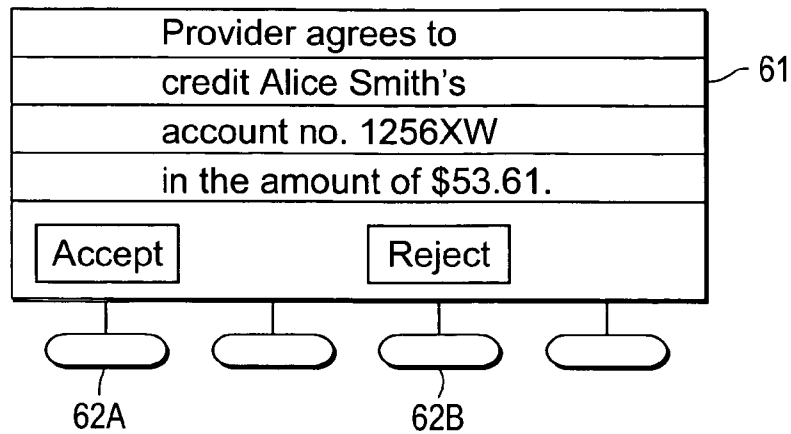 Provider agrees to
credit Alice Smith's
account no. 1256XW
in the amount of $53.61.
61
Accept Reject
62A 62B